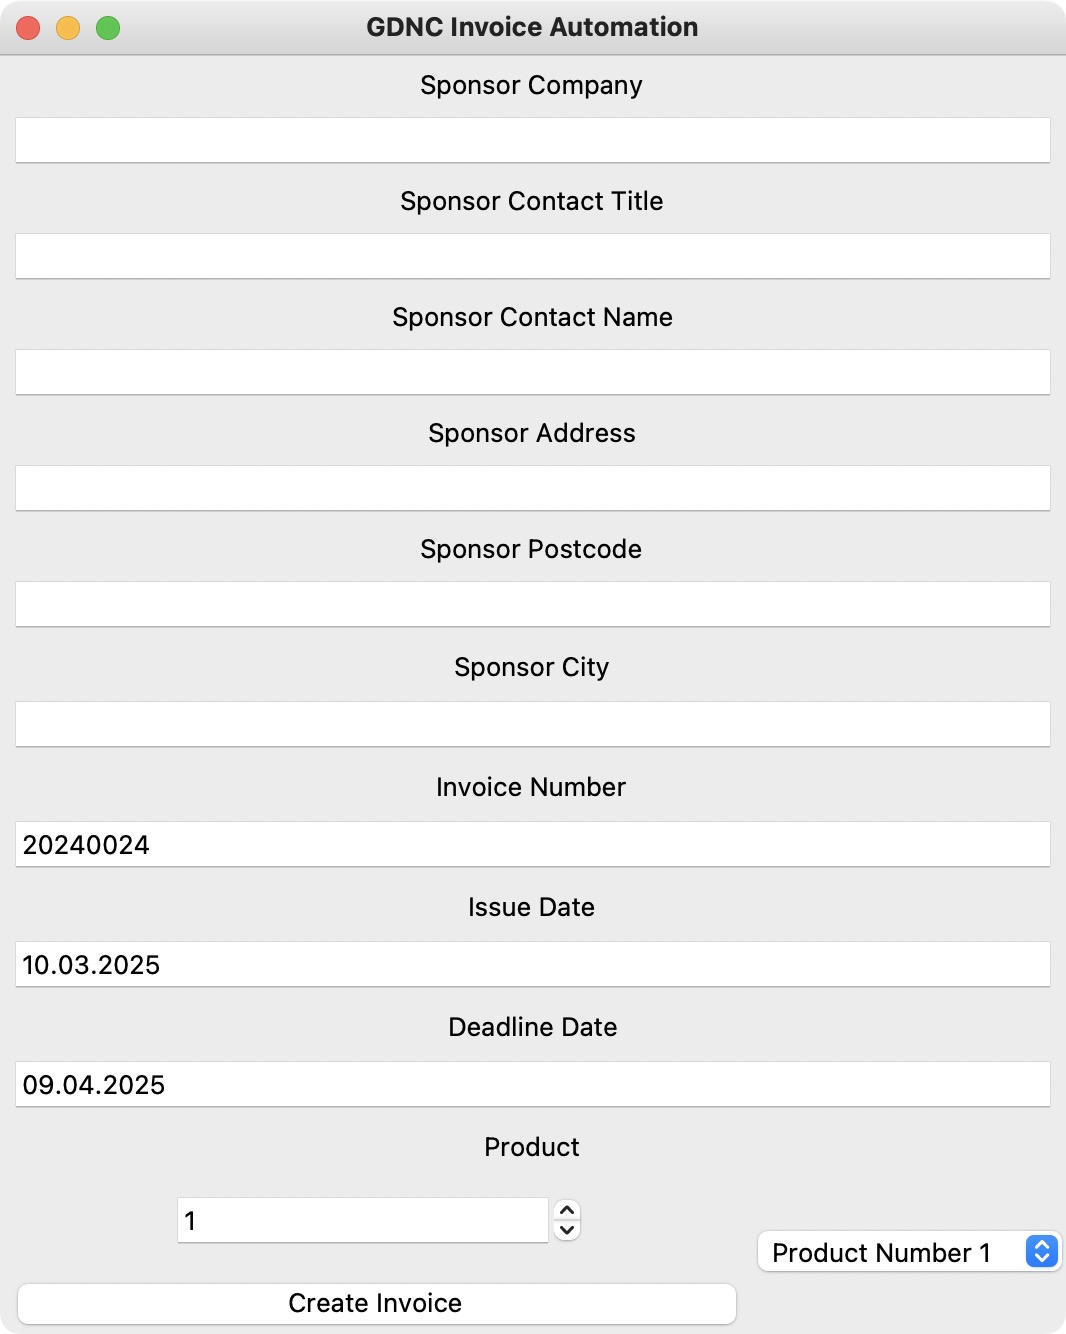 GDNC Invoice Automation
Sponsor Company
Sponsor Contact Title
Sponsor Contact Name
Sponsor Address
Sponsor Postcode
Sponsor City
Invoice Number
20240024
Issue Date
10.03.2025
Deadline Date
09.04.2025
Product
1
Product Number 1
Create Invoice